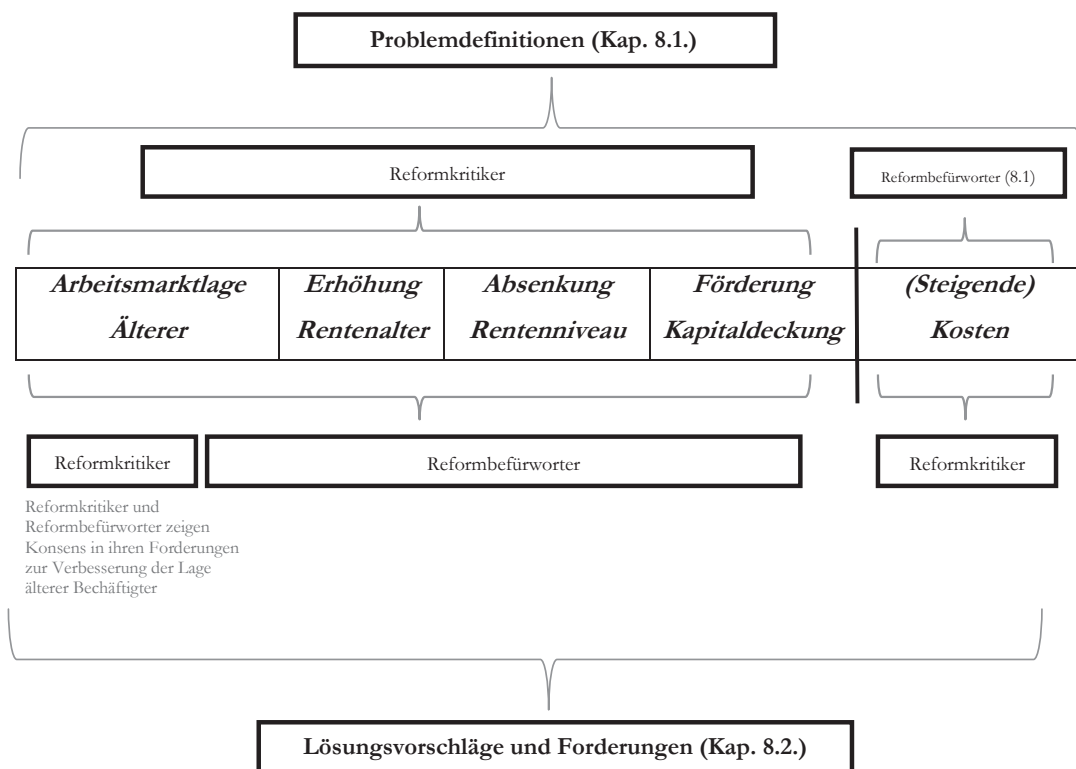 Problemdefinitionen (Kap. 8.1.)
Reformkritiker
Reformbefürworter (8.1)
Arbeitsmarktlage
Älterer
Erhöhung
Rentenalter
Absenkung
Rentenniveau
Förderung
Kapitaldeckung
(Steigende)
Kosten
Reformkritiker
Reformbefürworter
Reformkritiker
Reformkritiker und
Reformbefürworter zeigen
Konsens in ihren Forderungen
zur Verbesserung der Lage
älterer Bechäftigter
Lösungsvorschläge und Forderungen (Kap. 8.2.)